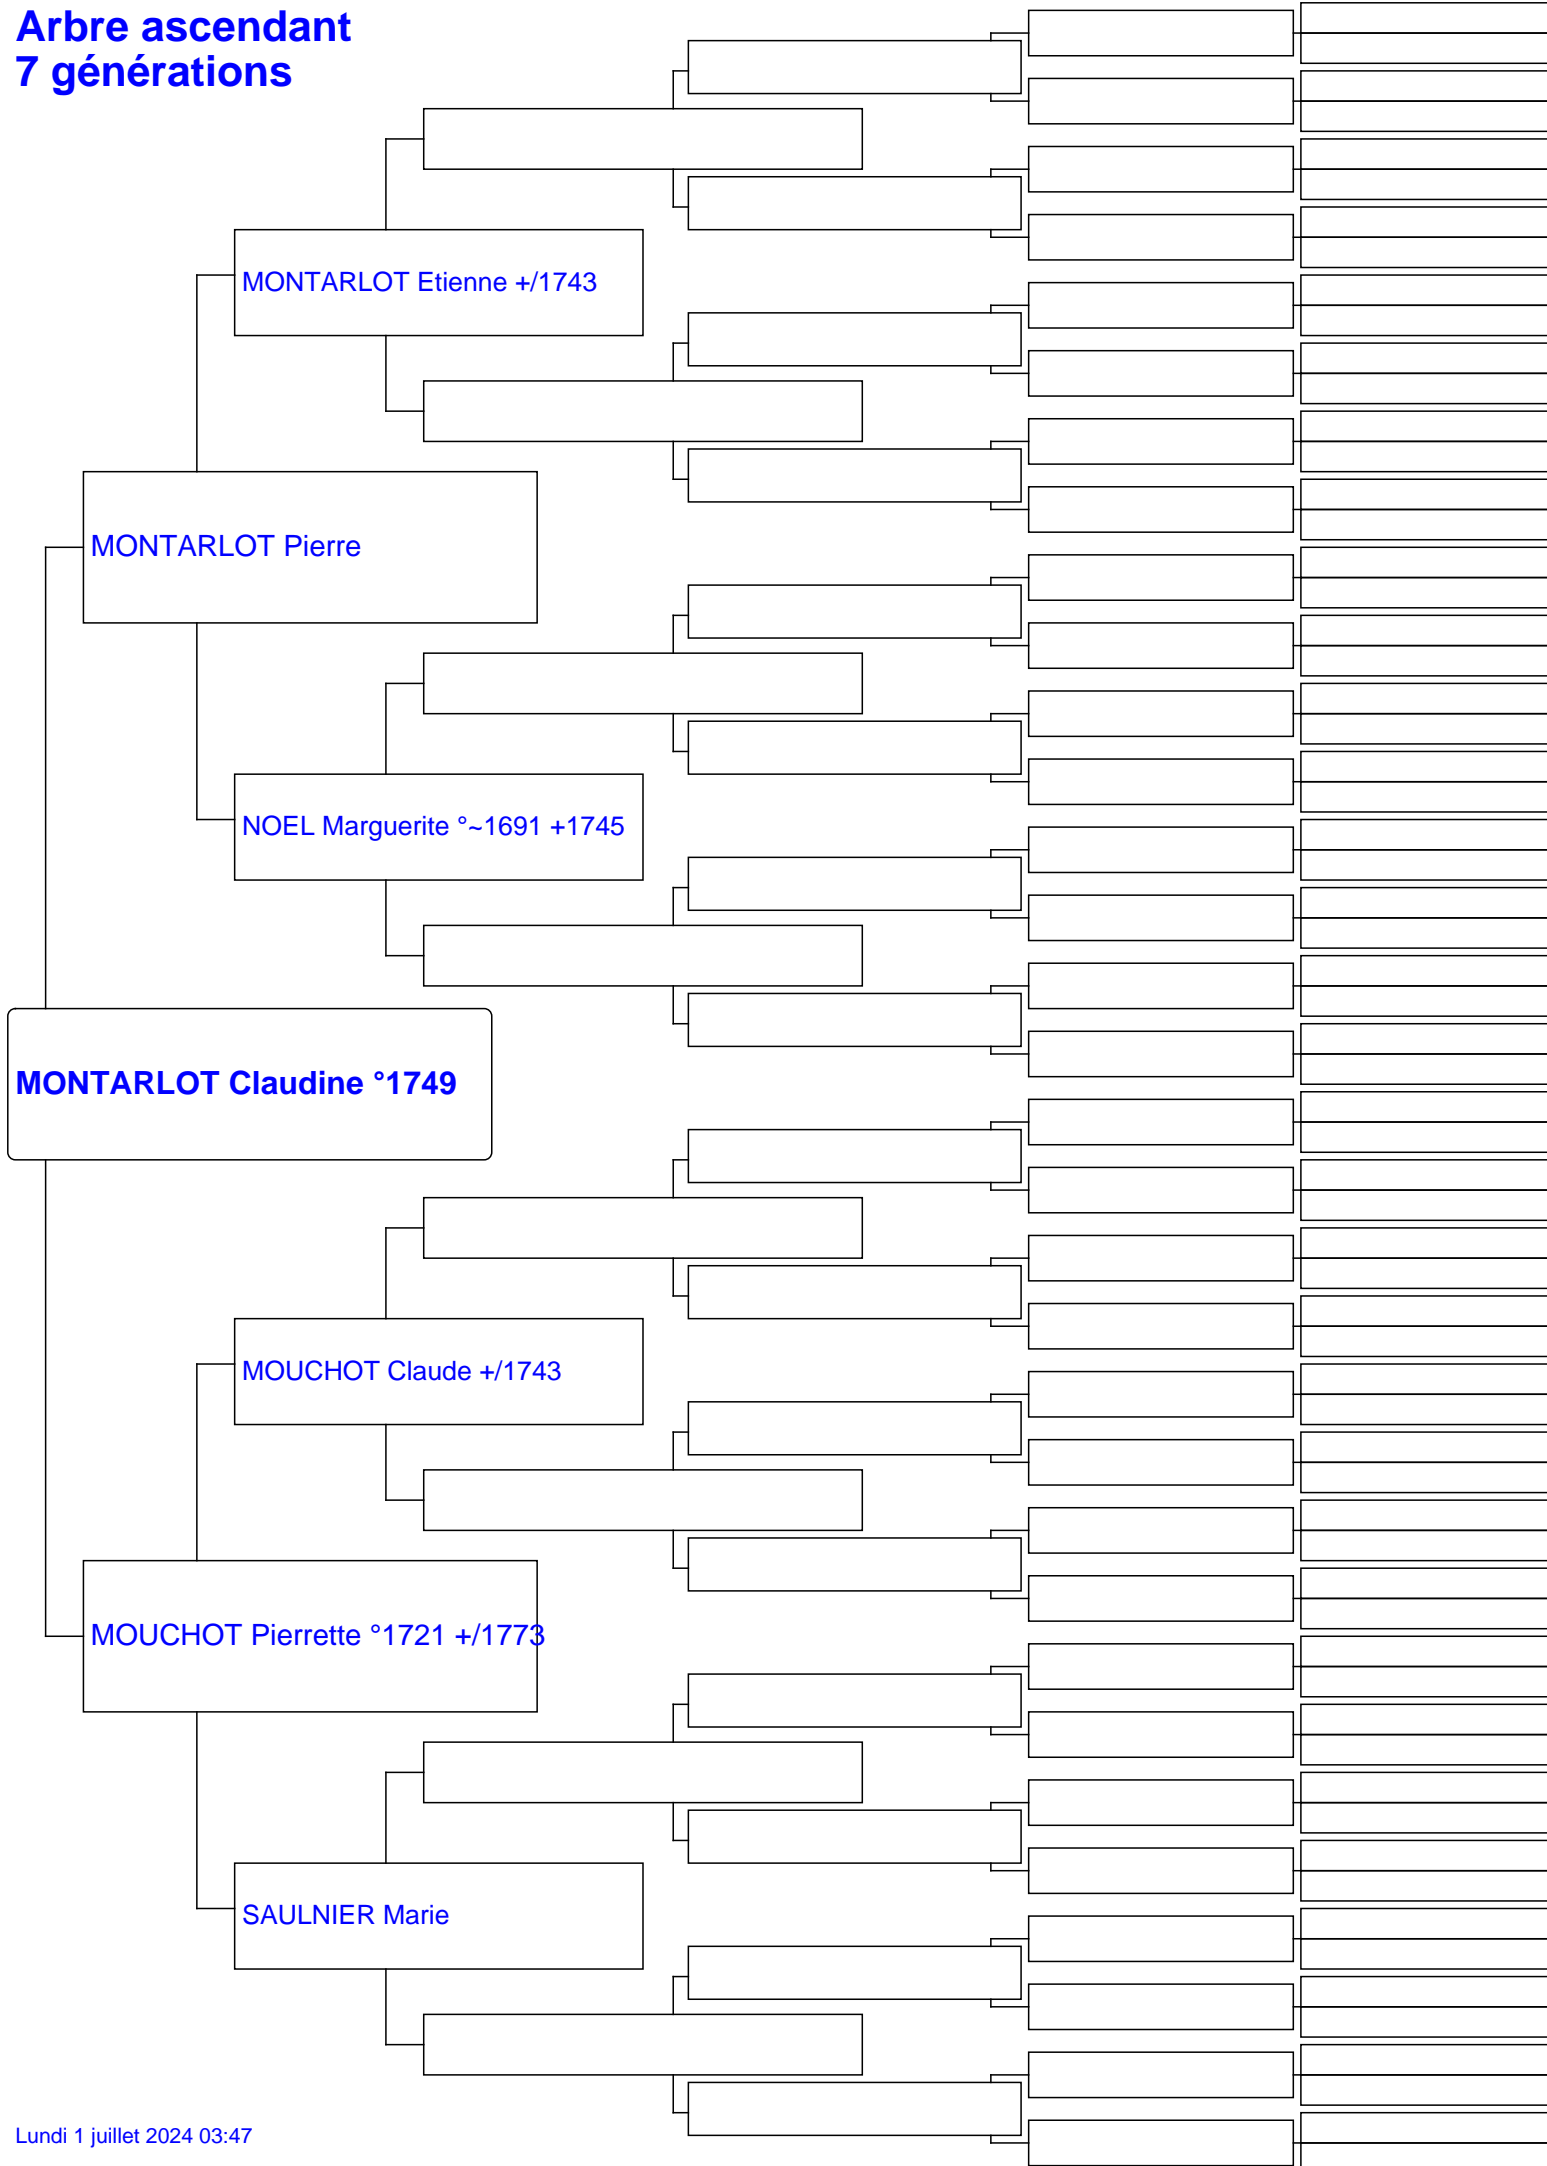 Arbre ascendant
7 générations
MONTARLOT Etienne +/1743
MONTARLOT Pierre
NOEL Marguerite °~1691 +1745
MONTARLOT Claudine °1749
MOUCHOT Claude +/1743
MOUCHOT Pierrette °1721 +/1773
SAULNIER Marie
Lundi 1 juillet 2024 03:47